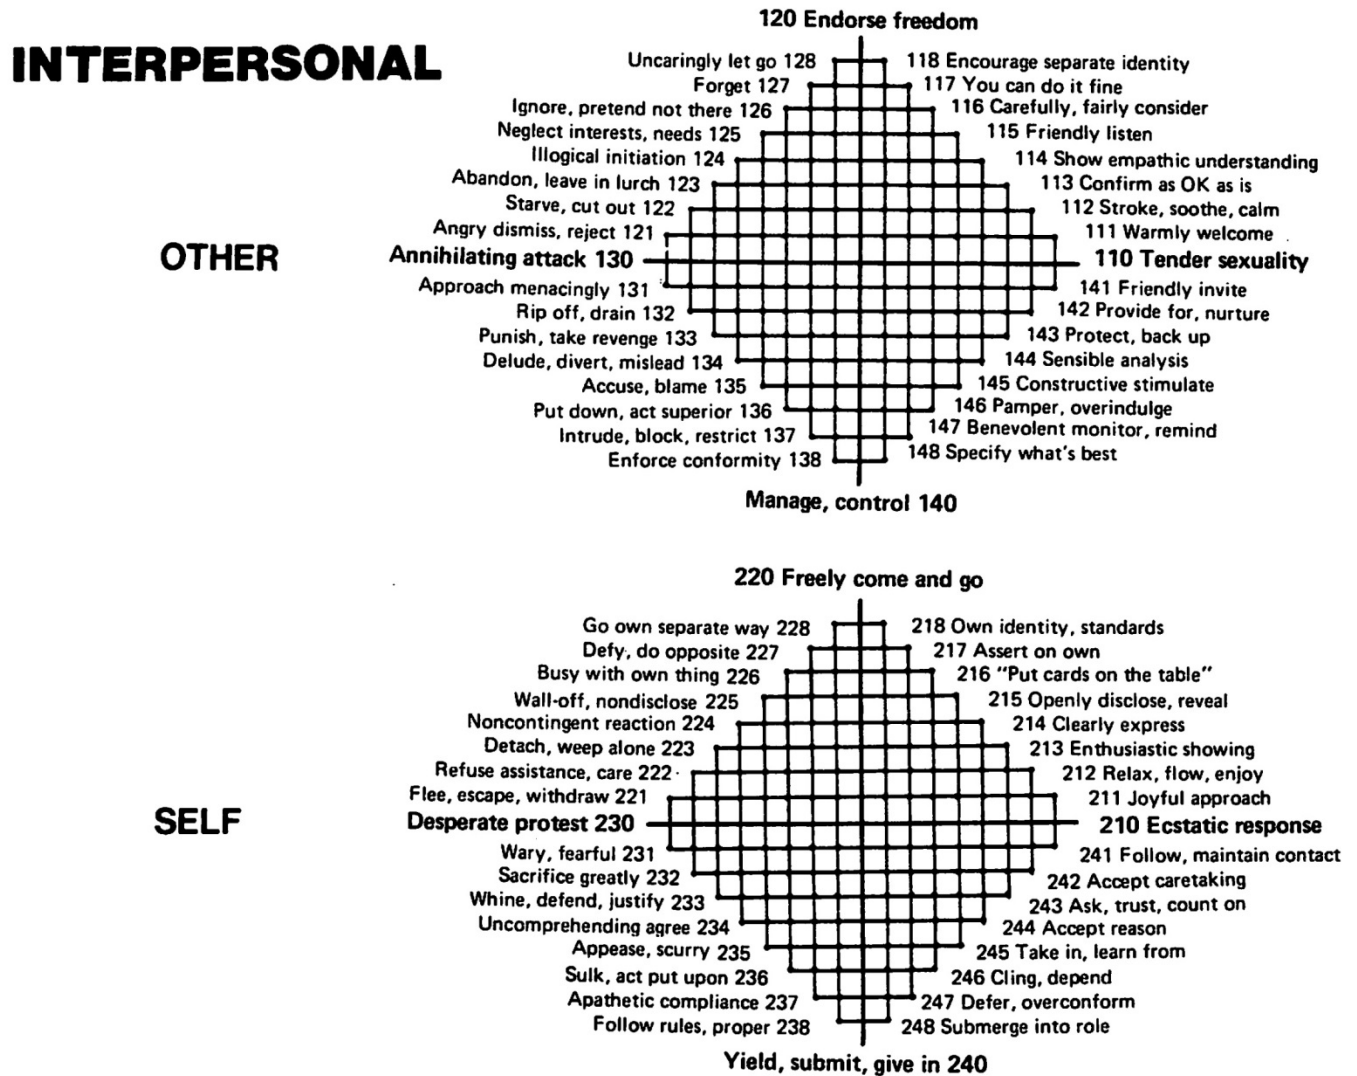 INTERPERSONAL
120 Endorse freedom
Uncaringly let go 128
118 Encourage separate identity
Forget 127
117 You can do it fine
Ignore, pretend not there 126
116 Carefully, fairly consider
Neglect interests, needs 125
115 Friendly listen
Illogical initiation 124
114 Show empathic understanding
Abandon, leave in lurch 123
113 Confirm as OK as is
Starve, cut out 122
112 Stroke, soothe, calm
Angry dismiss, reject 121
111 Warmly welcome
OTHER
Annihilating attack 130
110 Tender sexuality
Approach menacingly 131
141 Friendly invite
Rip off, drain 132
142 Provide for, nurture
Punish, take revenge 133
143 Protect, back up
Delude, divert, mislead 134
144 Sensible analysis
Accuse, blame 135
145 Constructive stimulate
Put down, act superior 136
146 Pamper, overindulge
Intrude, block, restrict 137
147 Benevolent monitor, remind
Enforce conformity 138
148 Specify what's best
Manage, control 140
220 Freely come and go
Go own separate way 228
218 Own identity, standards
Defy, do opposite 227
217 Assert on own
Busy with own thing 226
216 "Put cards on the table"
Wall-off, nondisclose 225
215 Openly disclose, reveal
Noncontingent reaction 224
214 Clearly express
Detach, weep alone 223
213 Enthusiastic showing
Refuse assistance, care 222
212 Relax, flow, enjoy
Flee, escape, withdraw 221
211 Joyful approach
SELF
Desperate protest 230
210 Ecstatic response
Wary, fearful 231
241 Follow, maintain contact
Sacrifice greatly 232
242 Accept caretaking
Whine, defend, justify 233
243 Ask, trust, count on
Uncomprehending agree 234
244 Accept reason
Appease, scurry 235
245 Take in, learn from
Sulk, act put upon 236
246 Cling, depend
Apathetic compliance 237
247 Defer, overconform
Follow rules, proper 238
248 Submerge into role
Yield, submit, give in 240